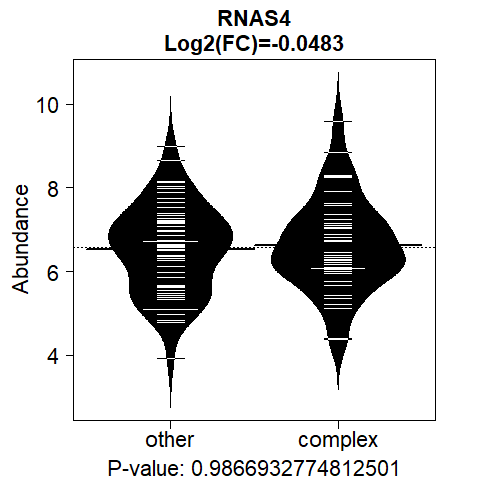 RNAS4
Log2(FC)=-0.0483
Abundance
10
8
6
4
other complex
P-value: 0.9866932774812501